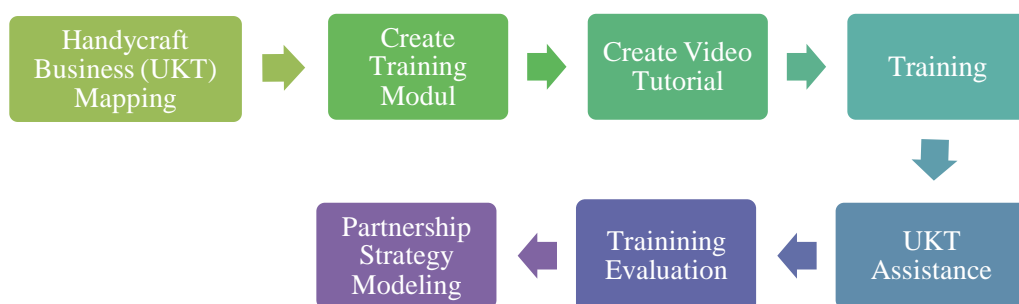 Handycraft
Business (UKT)
Mapping
Create
Training
Modul
Create Video
Tutorial
Training
UKT
Assistance
Trainining
Evaluation
Partnership
Strategy
Modeling